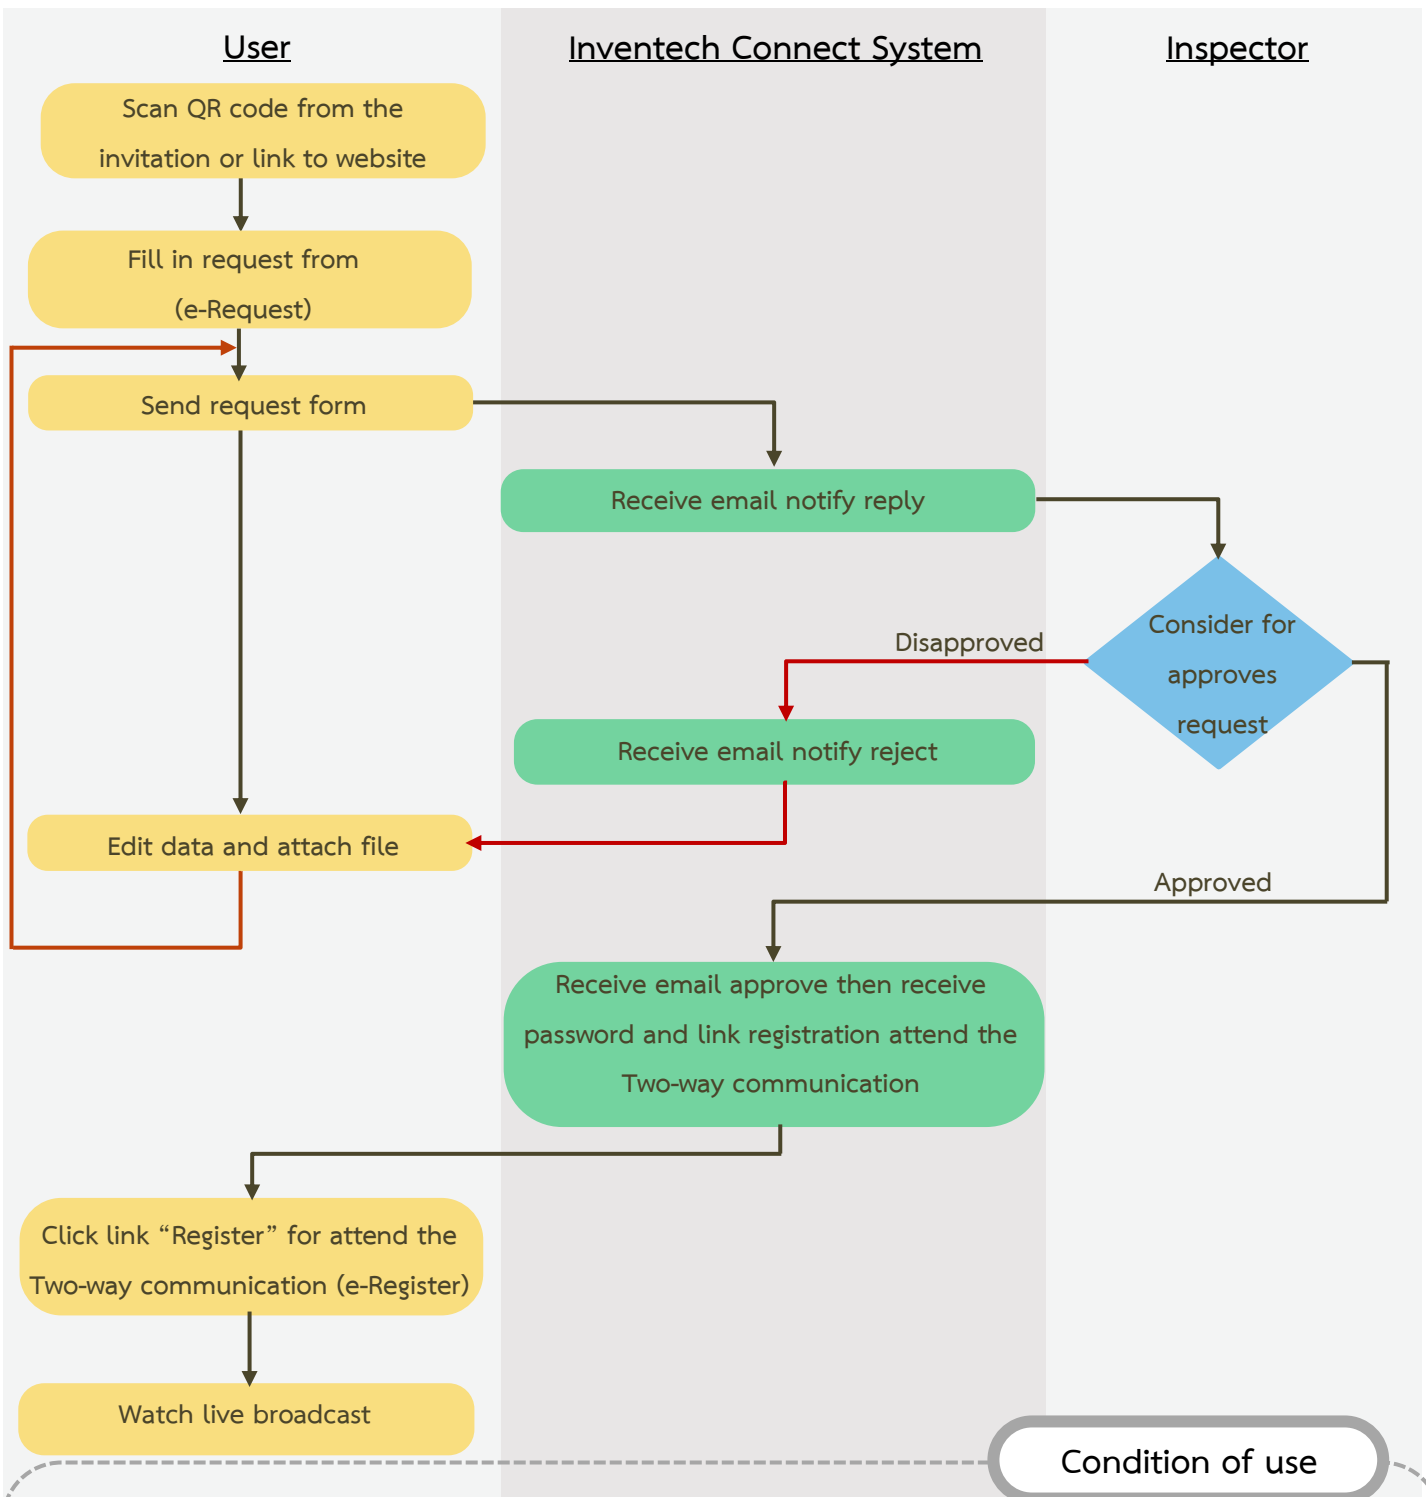 User
Inventech Connect System
Inspector
Scan QR code from the
invitation or link to website
Fill in request from
(e-Request)
Send request form
Receive email notify reply
Consider for
approves
request
Disapproved
Receive email notify reject
Edit data and attach file
Approved
Receive email approve then receive
password and link registration attend the
Two-way communication
Click link “Register” for attend the
Two-way communication (e-Register)
Watch live broadcast
Condition of use